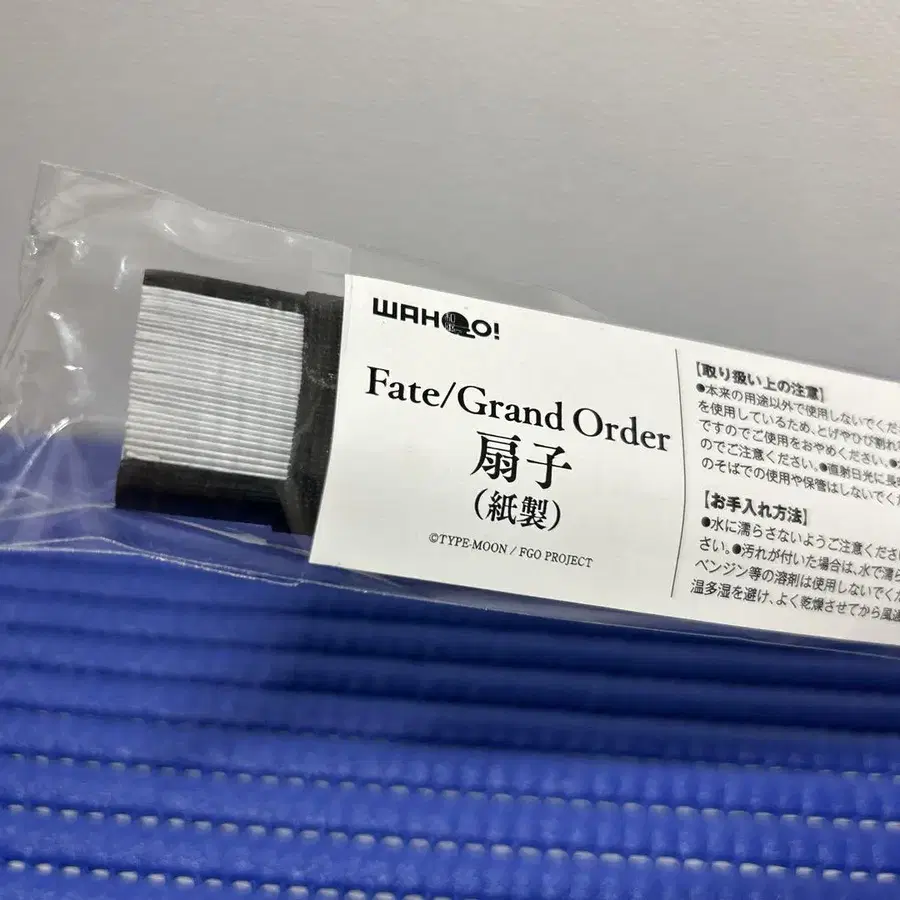 WAHOO!
Fate/Grand Order
扇子
(紙製)
©TYPE-MOON / FGO PROJECT
【取り扱い上の注意】
●本来の用途以外で使用しないでくだ
を使用しているため、とげやひび割れ
ですのでご使用をおやめください。●
のでご注意ください。●直射日光に長
のそばでの使用や保管はしないでくだ
【お手入れ方法】
●水に濡らさないようご注意くださ
さい。●汚れが付いた場合は、水で濡ら
ベンジン等の溶剤は使用しないでくだ
温多湿を避け、よく乾燥させてから風通